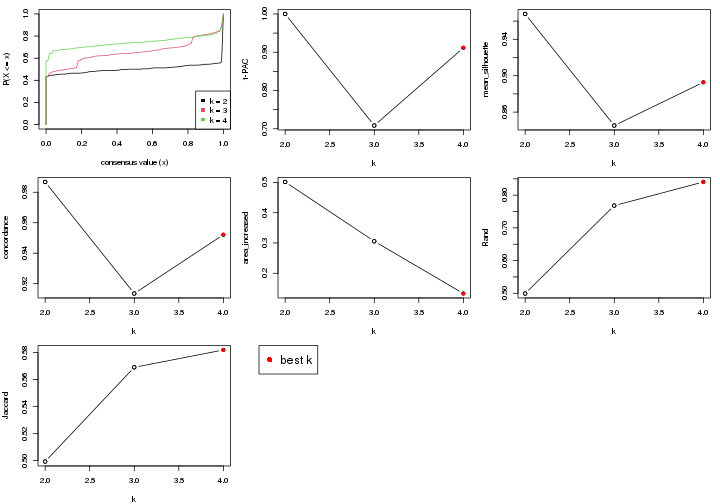 P(X <= x)
1.0
0.8
0.6
0.4
0.2
0.0
k = 2
k = 3
k = 4
0.0 0.2 0.4 0.6 0.8 1.0
consensus value (x)
1-PAC
1.00
0.90
0.80
0.70
2.0 2.5 3.0 3.5 4.0
k
mean_silhouette
0.94
0.90
0.86
2.0 2.5 3.0 3.5 4.0
k
concordance
0.98
0.96
0.94
0.92
2.0 2.5 3.0 3.5 4.0
k
area_increased
0.5
0.4
0.3
0.2
2.0 2.5 3.0 3.5 4.0
k
Rand
0.80
0.70
0.60
0.50
2.0 2.5 3.0 3.5 4.0
k
Jaccard
0.58
0.56
0.54
0.52
0.50
2.0 2.5 3.0 3.5 4.0
k
best k